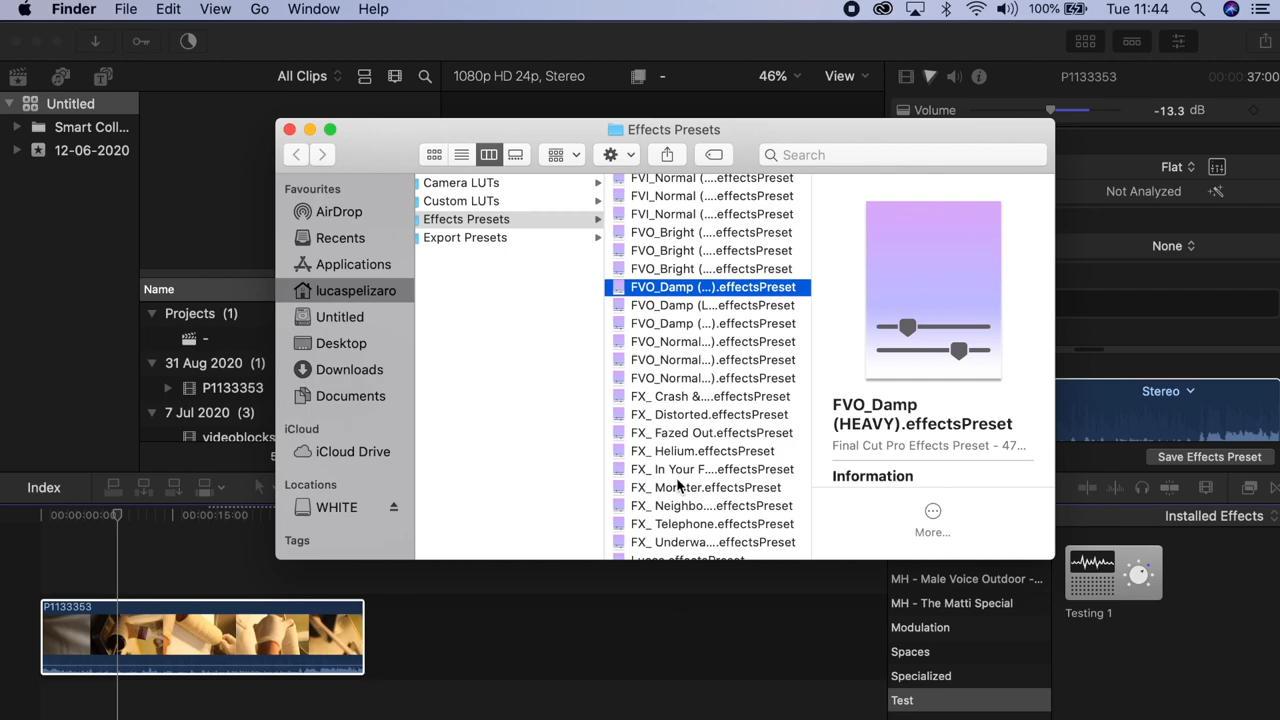 Finder File Edit View Go Window Help 100% Tue 11:44
All Clips 1080p HD 24p, Stereo - 46% View P1133353 00:00 37:00
Untitled
Smart Coll...
12-06-2020
Volume -13.3 dB
Flat
Not Analyzed
None
Effects Presets
Search
Favourites
AirDrop
Recents
Applications
lucaspelizaro
Untitled
Desktop
Downloads
Documents
iCloud
iCloud Drive
Locations
WHITE
Tags
Camera LUTs
Custom LUTs
Effects Presets
Export Presets
FVI_Normal (....effectsPreset
FVI_Normal (....effectsPreset
FVI_Normal (....effectsPreset
FVO_Bright (....effectsPreset
FVO_Bright (....effectsPreset
FVO_Bright (....effectsPreset
FVO_Damp (...).effectsPreset
FVO_Damp (L...effectsPreset
FVO_Damp (...).effectsPreset
FVO_Normal...).effectsPreset
FVO_Normal...).effectsPreset
FVO_Normal...).effectsPreset
FX_ Crash &....effectsPreset
FX_ Distorted.effectsPreset
FX_ Fazed Out.effectsPreset
FX_ Helium.effectsPreset
FX_ In Your F....effectsPreset
FX_ Monster.effectsPreset
FX_ Neighbo....effectsPreset
FX_ Telephone.effectsPreset
FX_ Underwa....effectsPreset
Lucas.effectsPreset
FVO_Damp
(HEAVY).effectsPreset
Final Cut Pro Effects Preset - 47...
Information
More...
Name
Projects (1)
-
31 Aug 2020 (1)
P1133353
7 Jul 2020 (3)
videoblocks
Stereo
Save Effects Preset
Index
00:00:00:00 00:00:15:00
P1133353
Installed Effects
MH - Male Voice Outdoor -...
MH - The Matti Special
Modulation
Spaces
Specialized
Test
Testing 1